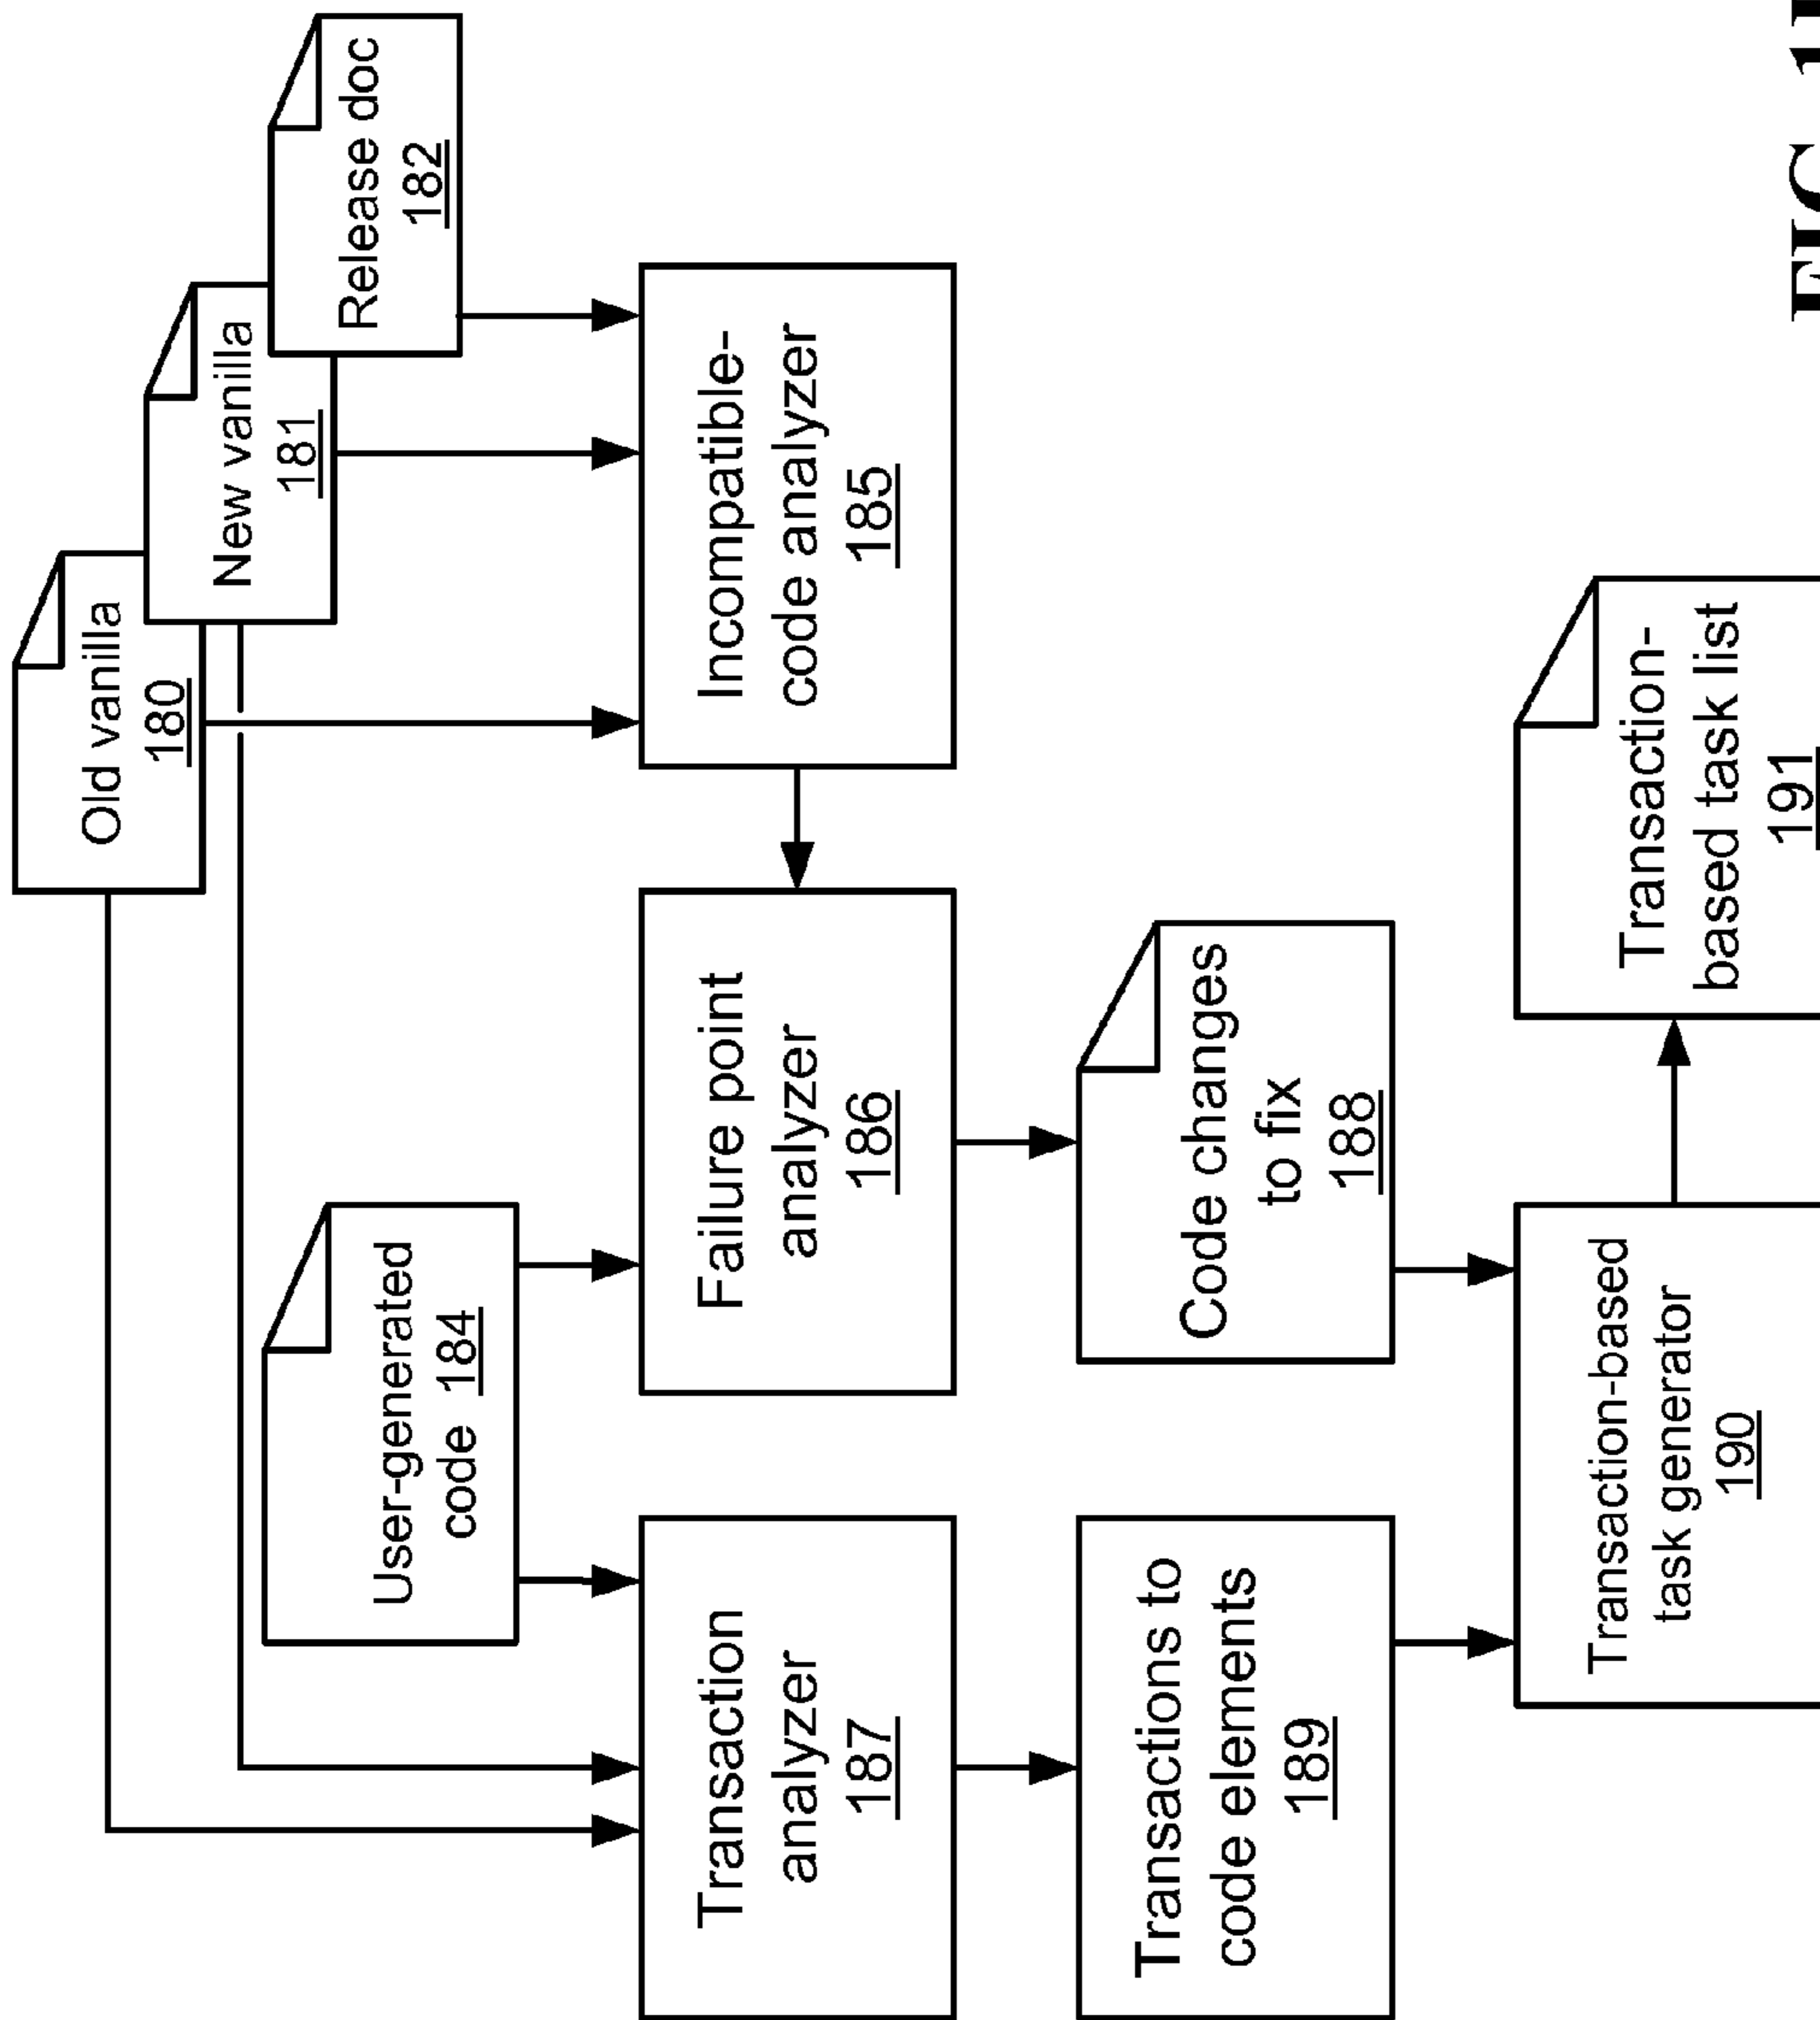 Old vanilla
180
New vanilla
181
Release doc
182
User-generated
code 184
Transaction
analyzer
187
Failure point
analyzer
186
Incompatible-
code analyzer
185
Transactions to
code elements
189
Code changes
to fix
188
Transaction-based
task generator
190
Transaction-
based task list
191